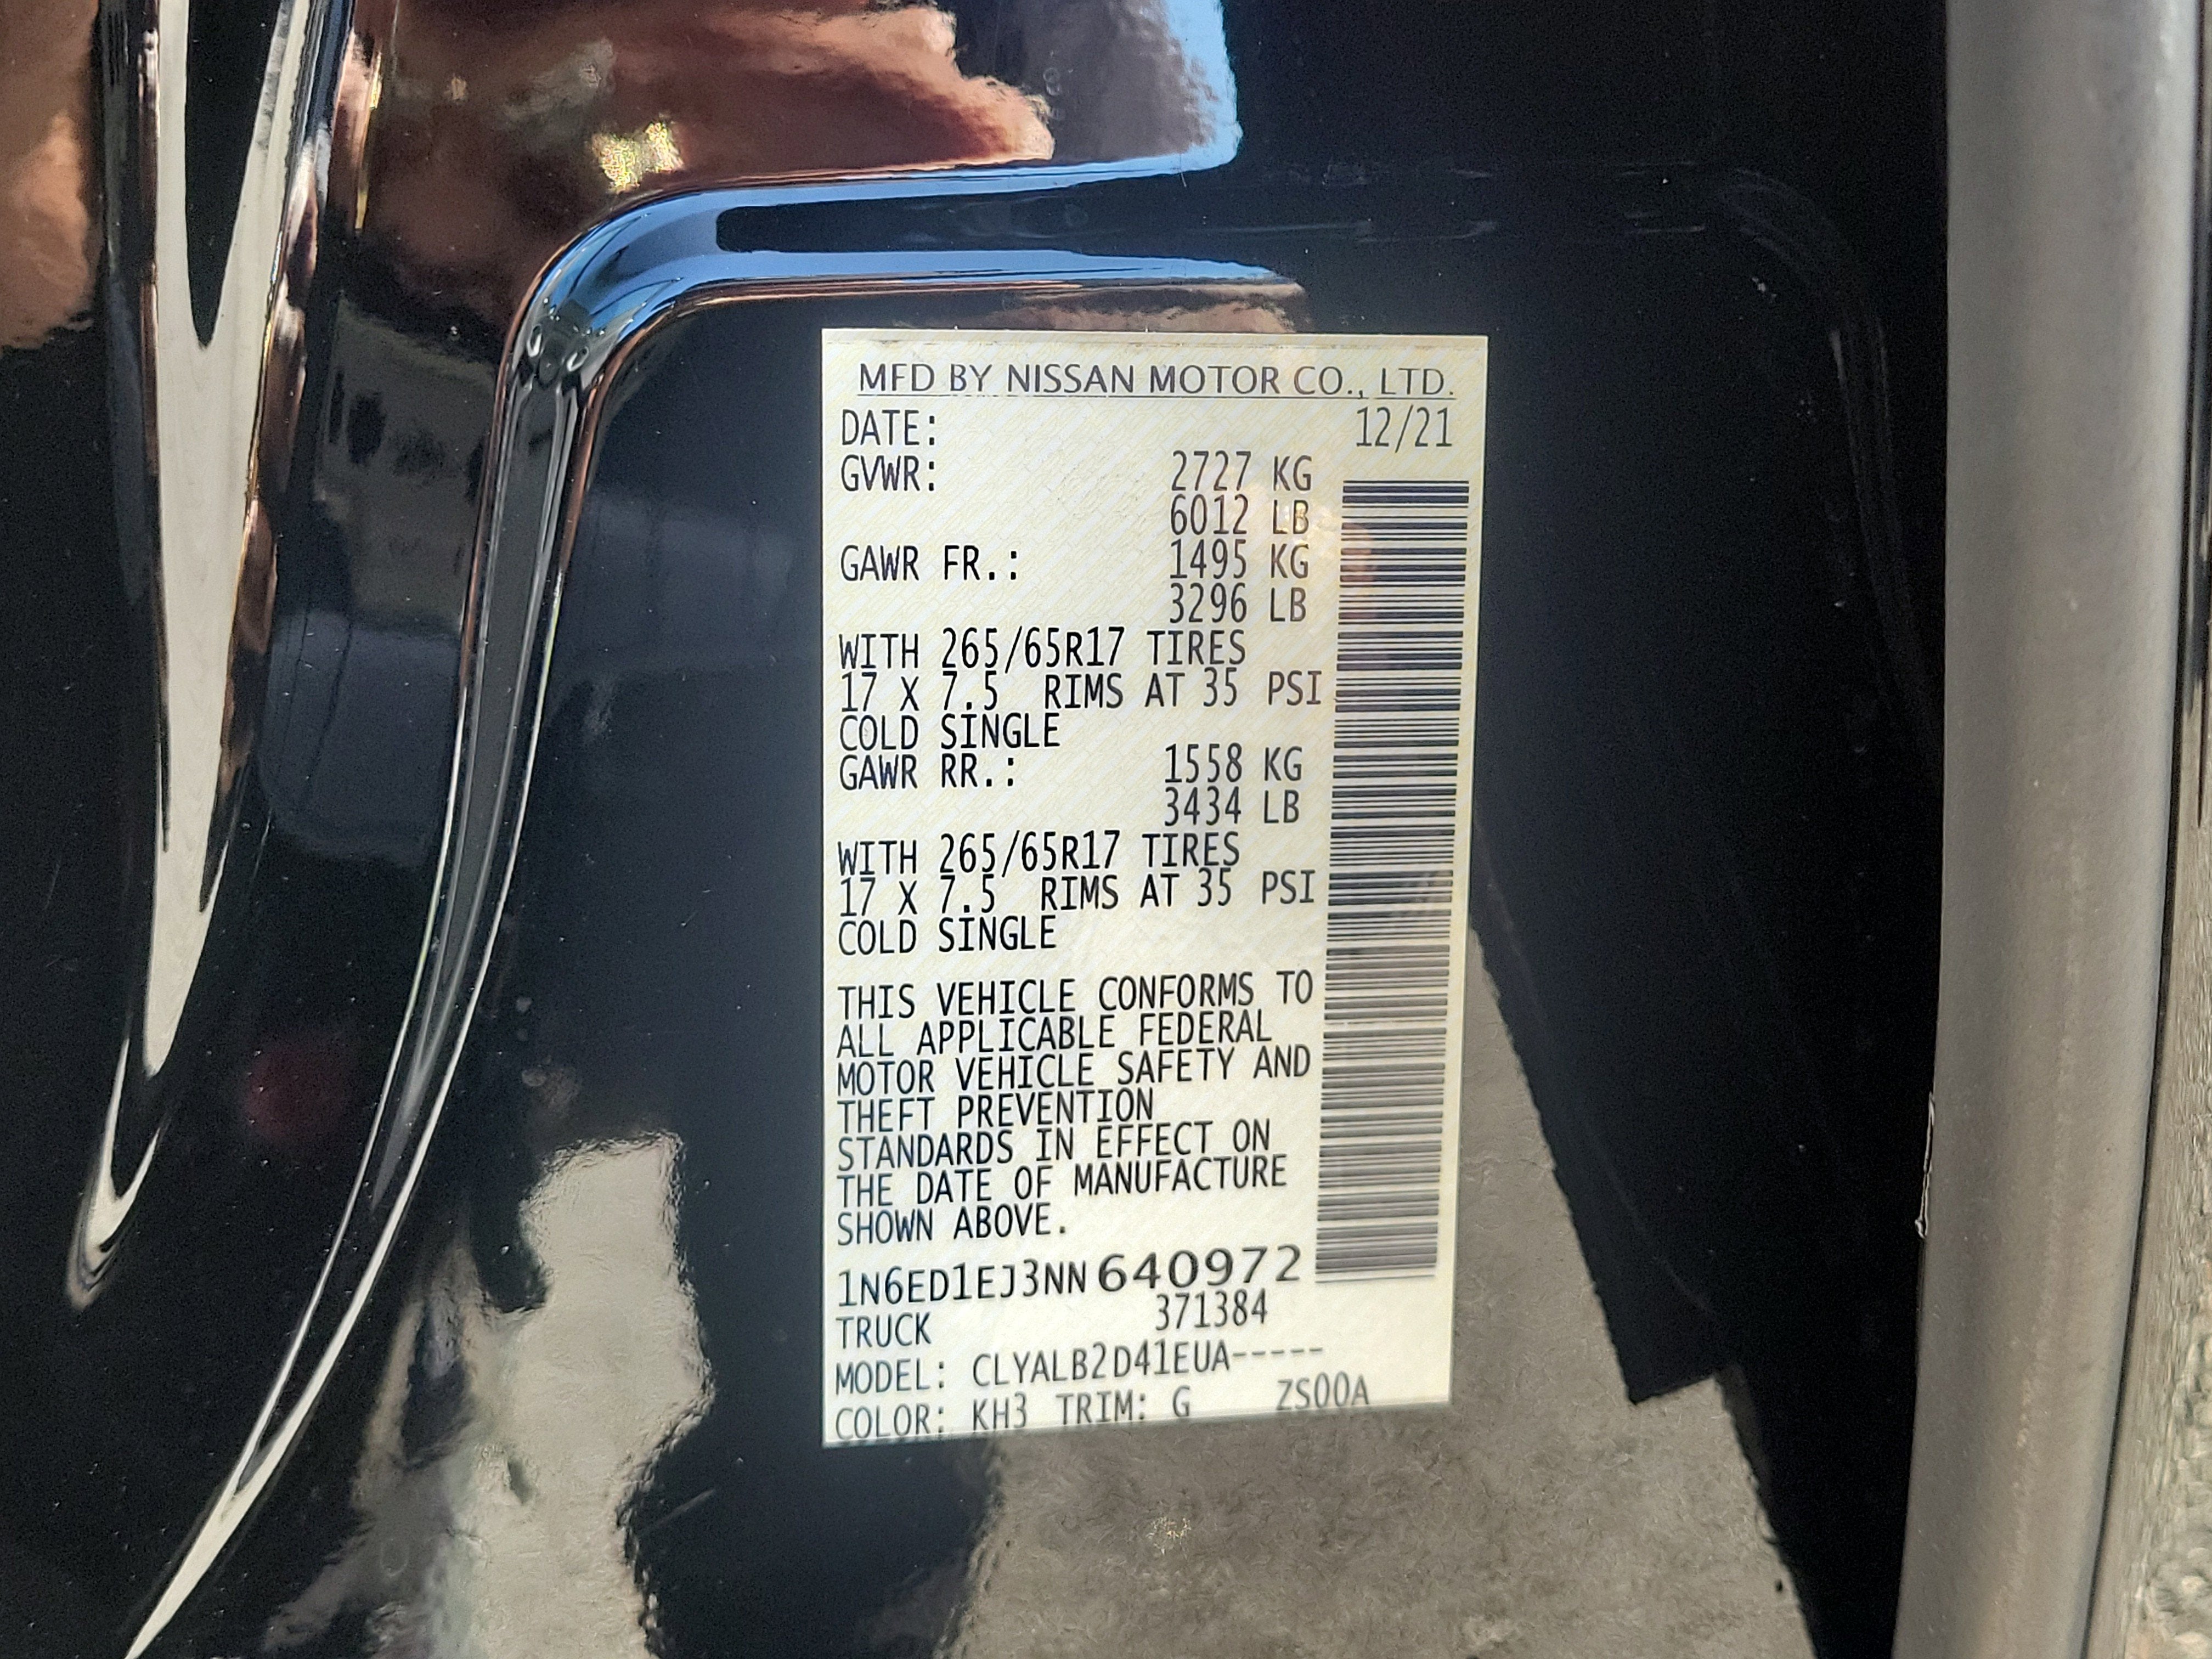 MFD BY NISSAN MOTOR CO., LTD.
DATE: 12/21
GVWR: 2727 KG
6012 LB
GAWR FR.: 1495 KG
3296 LB
WITH 265/65R17 TIRES
17 X 7.5 RIMS AT 35 PSI
COLD SINGLE
GAWR RR.: 1558 KG
3434 LB
WITH 265/65R17 TIRES
17 X 7.5 RIMS AT 35 PSI
COLD SINGLE
THIS VEHICLE CONFORMS TO
ALL APPLICABLE FEDERAL
MOTOR VEHICLE SAFETY AND
THEFT PREVENTION
STANDARDS IN EFFECT ON
THE DATE OF MANUFACTURE
SHOWN ABOVE.
1N6ED1EJ3NN640972
TRUCK 371384
MODEL: CLYALB2D41EUA-----
COLOR: KH3 TRIM: G ZS00A